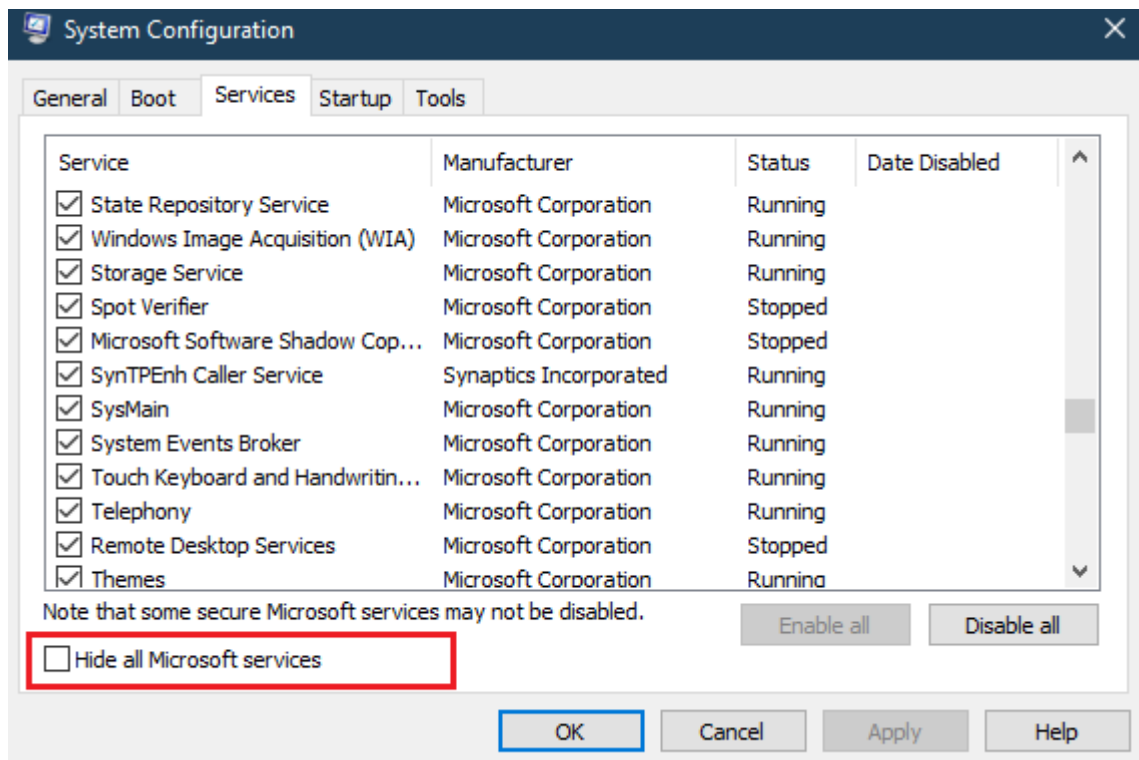 System Configuration
General Boot Services Startup Tools
Service Manufacturer Status Date Disabled
State Repository Service Microsoft Corporation Running
Windows Image Acquisition (WIA) Microsoft Corporation Running
Storage Service Microsoft Corporation Running
Spot Verifier Microsoft Corporation Stopped
Microsoft Software Shadow Cop... Microsoft Corporation Stopped
SynTPEnh Caller Service Synaptics Incorporated Running
SysMain Microsoft Corporation Running
System Events Broker Microsoft Corporation Running
Touch Keyboard and Handwritin... Microsoft Corporation Running
Telephony Microsoft Corporation Running
Remote Desktop Services Microsoft Corporation Stopped
Themes Microsoft Corporation Running
Note that some secure Microsoft services may not be disabled.
Enable all Disable all
Hide all Microsoft services
OK Cancel Apply Help